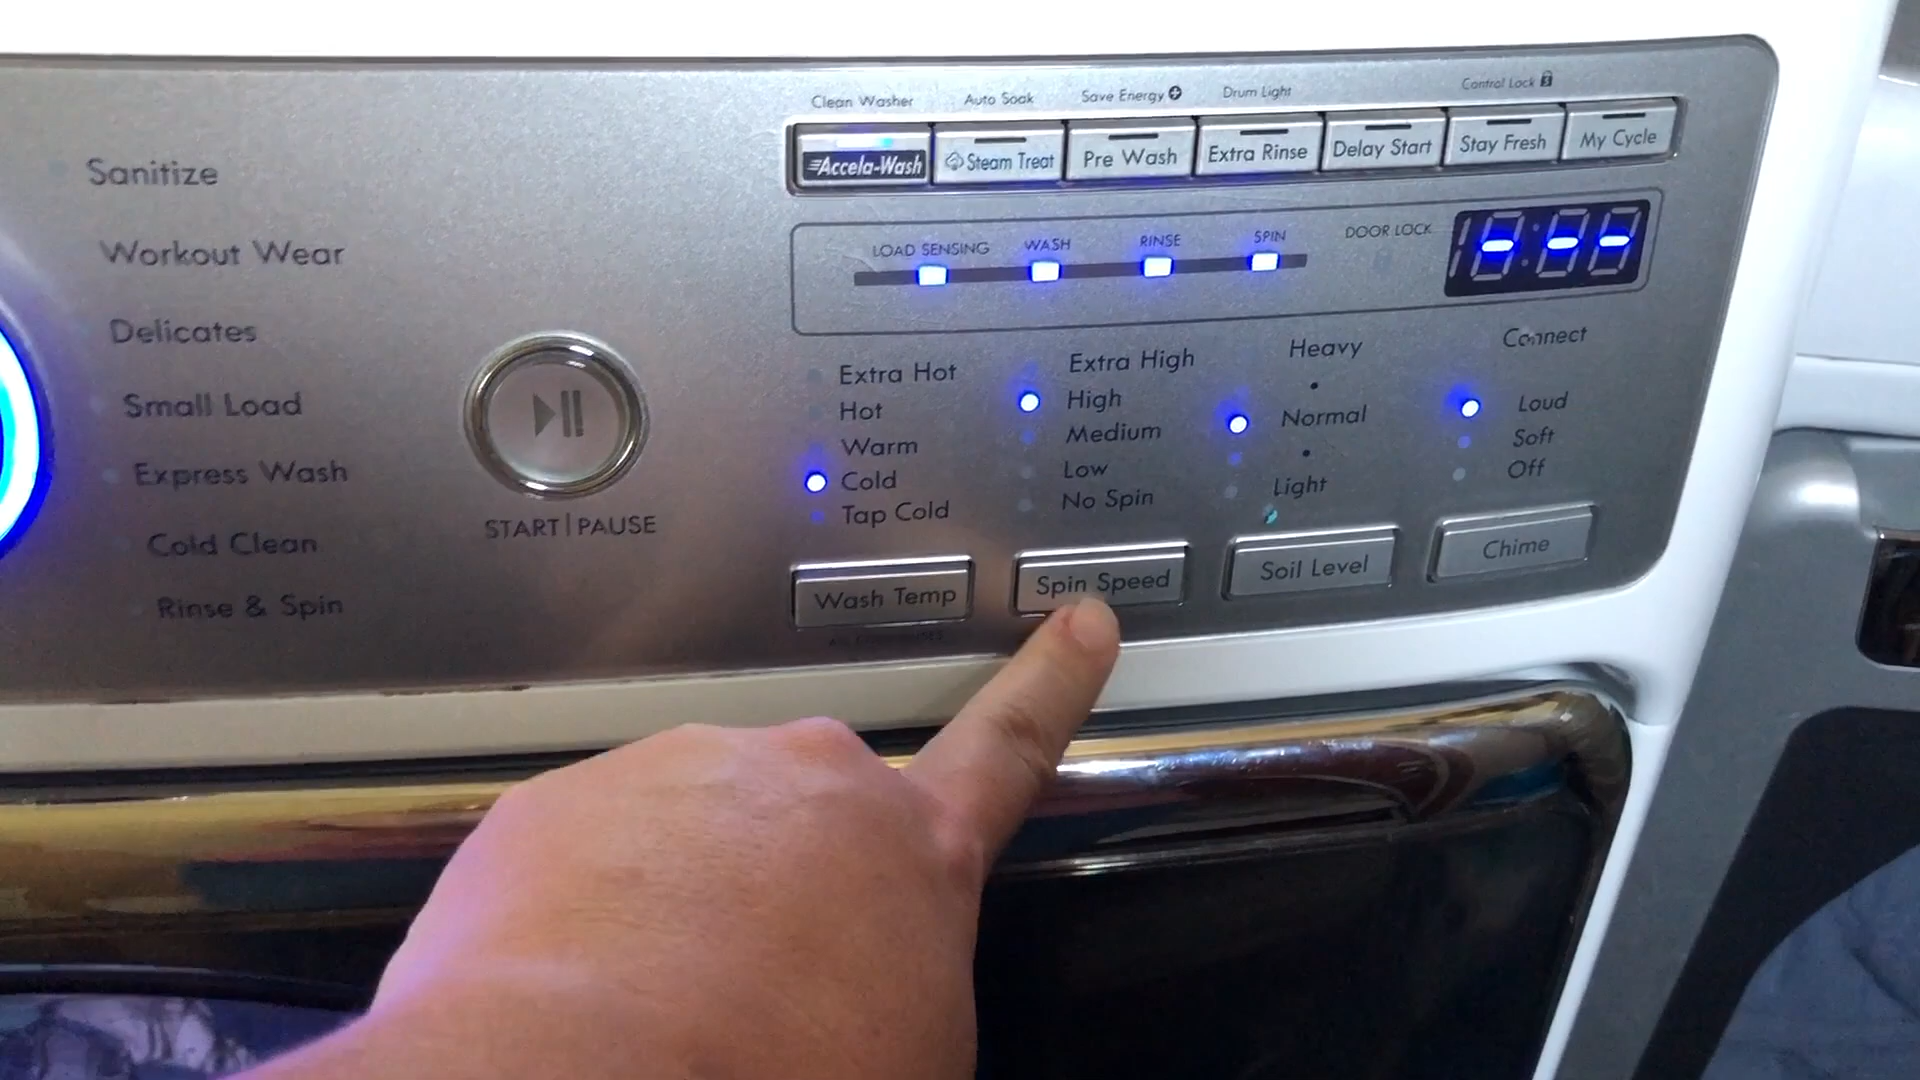 Clean Washer
Auto Soak
Save Energy
Drum Light
Control Lock
Accela-Wash
Steam Treat
Pre Wash
Extra Rinse
Delay Start
Stay Fresh
My Cycle
LOAD SENSING
WASH
RINSE
SPIN
DOOR LOCK
Sanitize
Workout Wear
Delicates
Small Load
Express Wash
Cold Clean
Rinse & Spin
START|PAUSE
Extra Hot
Hot
Warm
Cold
Tap Cold
Wash Temp
Extra High
High
Medium
Low
No Spin
Spin Speed
Heavy
Normal
Light
Soil Level
Connect
Loud
Soft
Off
Chime